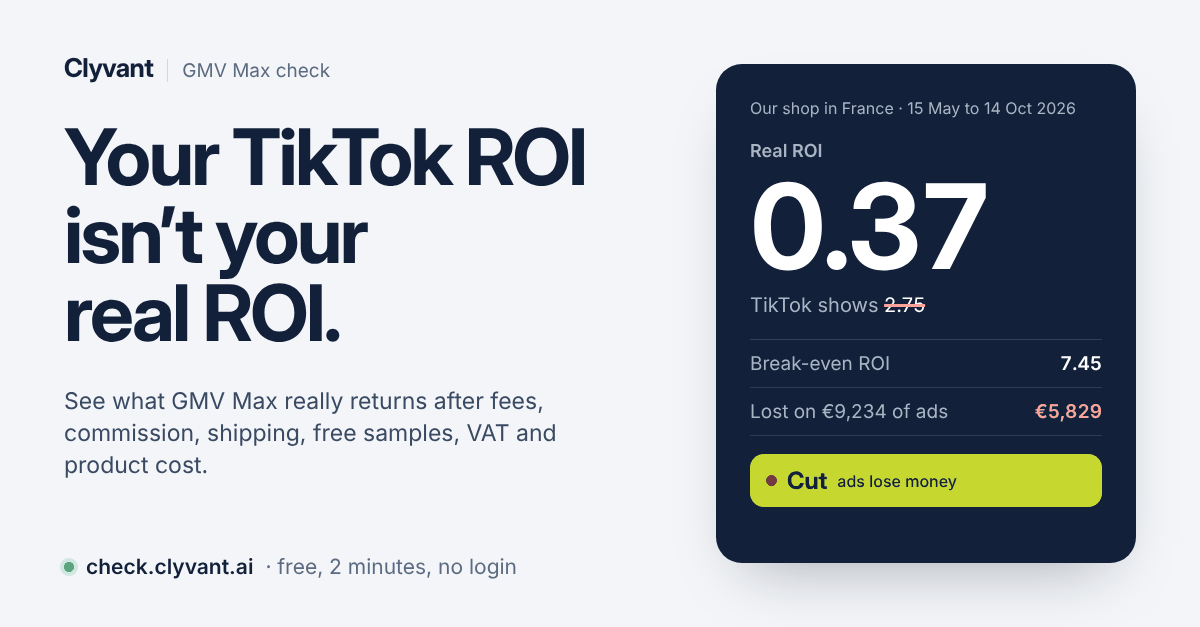 Clyvant | GMV Max check
Your TikTok ROI
isn’t your
real ROI.
See what GMV Max really returns after fees,
commission, shipping, free samples, VAT and
product cost.
check.clyvant.ai · free, 2 minutes, no login
Our shop in France · 15 May to 14 Oct 2026
Real ROI
0.37
TikTok shows 2.75
Break-even ROI 7.45
Lost on €9,234 of ads €5,829
Cut ads lose money